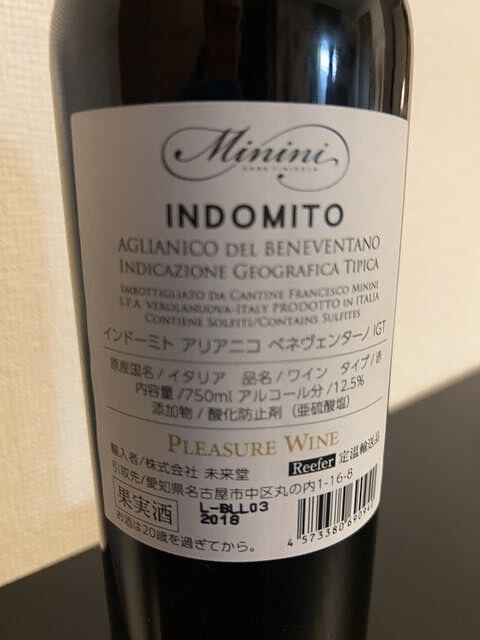 Minini
CASA VINICOLA
INDOMITO
AGLIANICO DEL BENEVENTANO
INDICAZIONE GEOGRAFICA TIPICA
IMBOTTIGLIATO DA CANTINE FRANCESCO MININI
S.P.A. VEROLANUOVA-ITALY PRODOTTO IN ITALIA
CONTIENE SOLFITI/CONTAINS SULFITES
インドーミト アリアニコ ベネヴェンターノ IGT
原産国名/イタリア 品名/ワイン タイプ/赤
内容量/750ml アルコール分/12.5%
添加物/酸化防止剤(亜硫酸塩)
PLEASURE WINE
輸入者/株式会社 未来堂 Reefer 定温輸送品
引取先/愛知県名古屋市中区丸の内1-16-8
果実酒 L-BLL03
2018
お酒は20歳を過ぎてから。